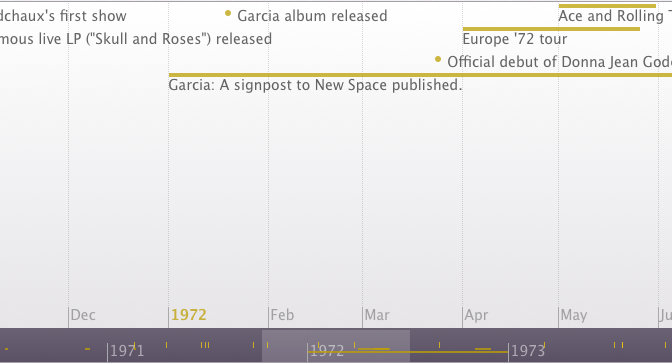 dchaux's first show
Garcia album released
Ace and Rolling T
mous live LP ("Skull and Roses") released
Europe '72 tour
Official debut of Donna Jean God
Garcia: A signpost to New Space published.
Dec
1972
Feb
Mar
Apr
May
Ju
1971
1972
1973